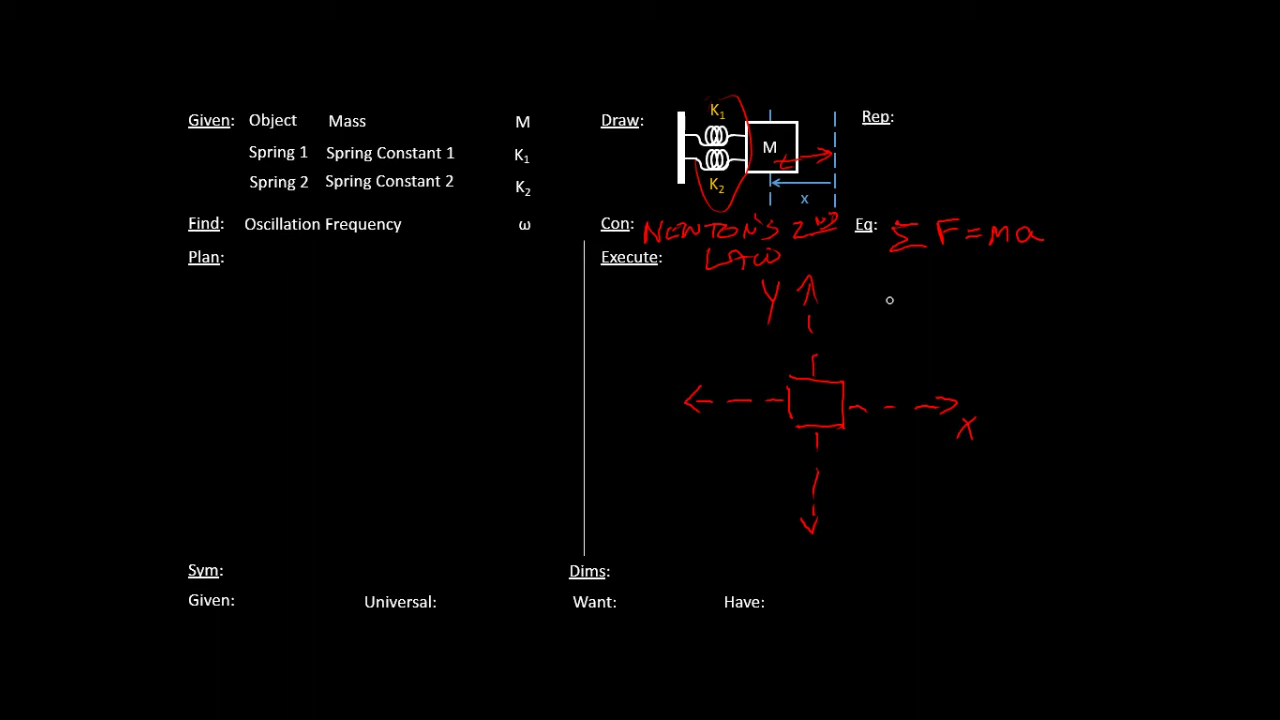 Given: Object Mass M
Spring 1 Spring Constant 1 K₁
Spring 2 Spring Constant 2 K₂
Find: Oscillation Frequency ω
Plan:
Draw:
K₁
M
K₂
x
Rep:
Con: NEWTON'S 2ND
LAW
Eq: ΣF=Ma
Execute:
Y
X
Sym:
Dims:
Given: Universal: Want: Have: